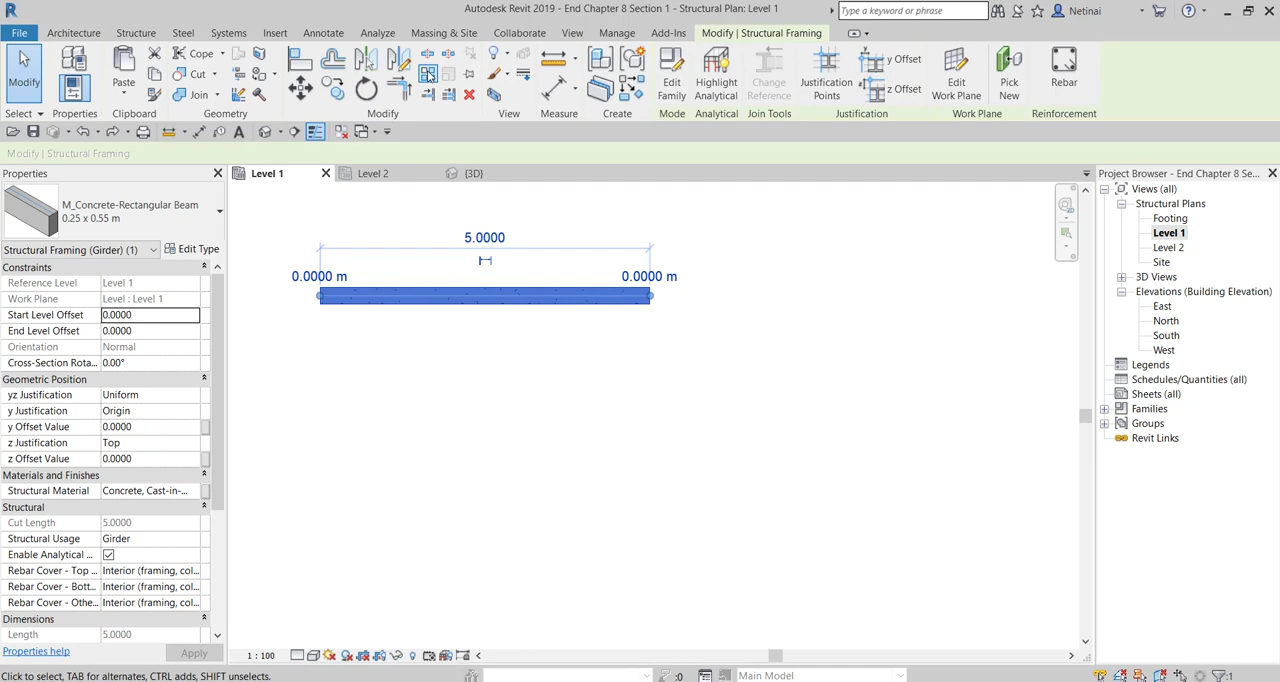 Autodesk Revit 2019 - End Chapter 8 Section 1 - Structural Plan: Level 1
Type a keyword or phrase
Netinai
File
Architecture
Structure
Steel
Systems
Insert
Annotate
Analyze
Massing & Site
Collaborate
View
Manage
Add-Ins
Modify | Structural Framing
Modify
Paste
Cope
Cut
Join
Edit Family
Highlight Analytical
Change Reference
Justification Points
y Offset
z Offset
Edit Work Plane
Pick New
Rebar
Select
Properties
Clipboard
Geometry
Modify
View
Measure
Create
Mode
Analytical
Join Tools
Justification
Work Plane
Reinforcement
Modify | Structural Framing
Properties
M_Concrete-Rectangular Beam
0.25 x 0.55 m
Structural Framing (Girder) (1)
Edit Type
Constraints
Reference Level Level 1
Work Plane Level : Level 1
Start Level Offset 0.0000
End Level Offset 0.0000
Orientation Normal
Cross-Section Rota... 0.00°
Geometric Position
yz Justification Uniform
y Justification Origin
y Offset Value 0.0000
z Justification Top
z Offset Value 0.0000
Materials and Finishes
Structural Material Concrete, Cast-in-...
Structural
Cut Length 5.0000
Structural Usage Girder
Enable Analytical ...
Rebar Cover - Top ... Interior (framing, col...
Rebar Cover - Bott... Interior (framing, col...
Rebar Cover - Othe... Interior (framing, col...
Dimensions
Length 5.0000
Properties help
Apply
Level 1
Level 2
(3D)
5.0000
0.0000 m
0.0000 m
1 : 100
Project Browser - End Chapter 8 Se...
Views (all)
Structural Plans
Footing
Level 1
Level 2
Site
3D Views
Elevations (Building Elevation)
East
North
South
West
Legends
Schedules/Quantities (all)
Sheets (all)
Families
Groups
Revit Links
Click to select, TAB for alternates, CTRL adds, SHIFT unselects.
:0
Main Model
:1